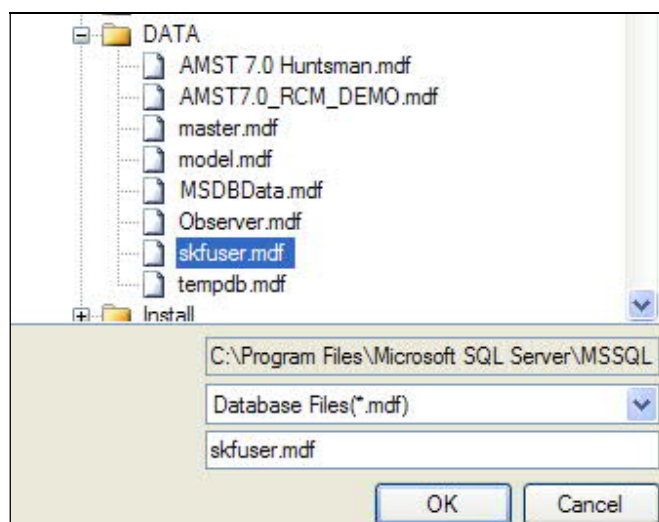 DATA
AMST 7.0 Huntsman.mdf
AMST7.0_RCM_DEMO.mdf
master.mdf
model.mdf
MSDBData.mdf
Observer.mdf
skfuser.mdf
tempdb.mdf
Install
C:\Program Files\Microsoft SQL Server\MSSQL
Database Files(*.mdf)
skfuser.mdf
OK Cancel